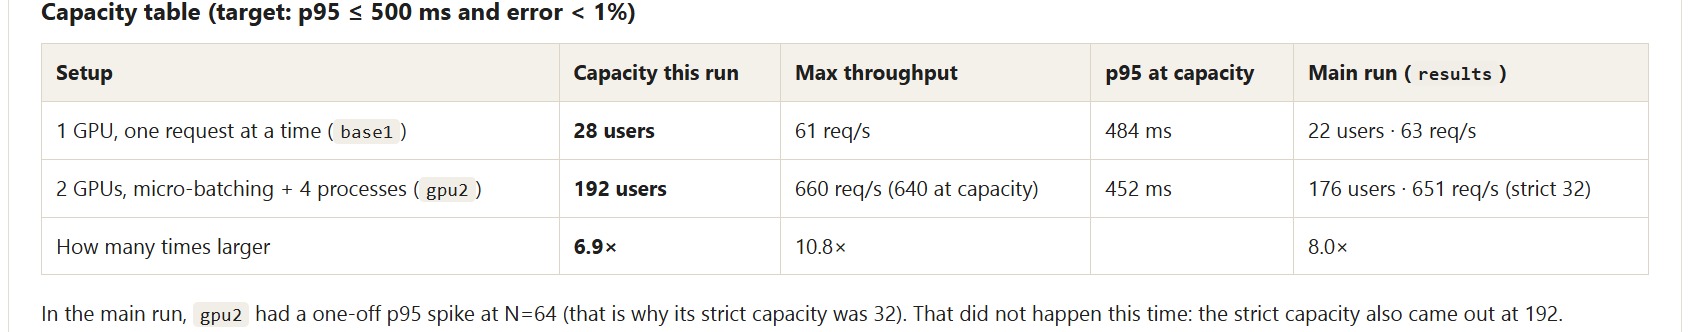 Capacity table (target: p95 ≤ 500 ms and error < 1%)
Setup Capacity this run Max throughput p95 at capacity Main run ( results )
1 GPU, one request at a time ( base1 ) 28 users 61 req/s 484 ms 22 users · 63 req/s
2 GPUs, micro-batching + 4 processes ( gpu2 ) 192 users 660 req/s (640 at capacity) 452 ms 176 users · 651 req/s (strict 32)
How many times larger 6.9× 10.8× 8.0×
In the main run, gpu2 had a one-off p95 spike at N=64 (that is why its strict capacity was 32). That did not happen this time: the strict capacity also came out at 192.